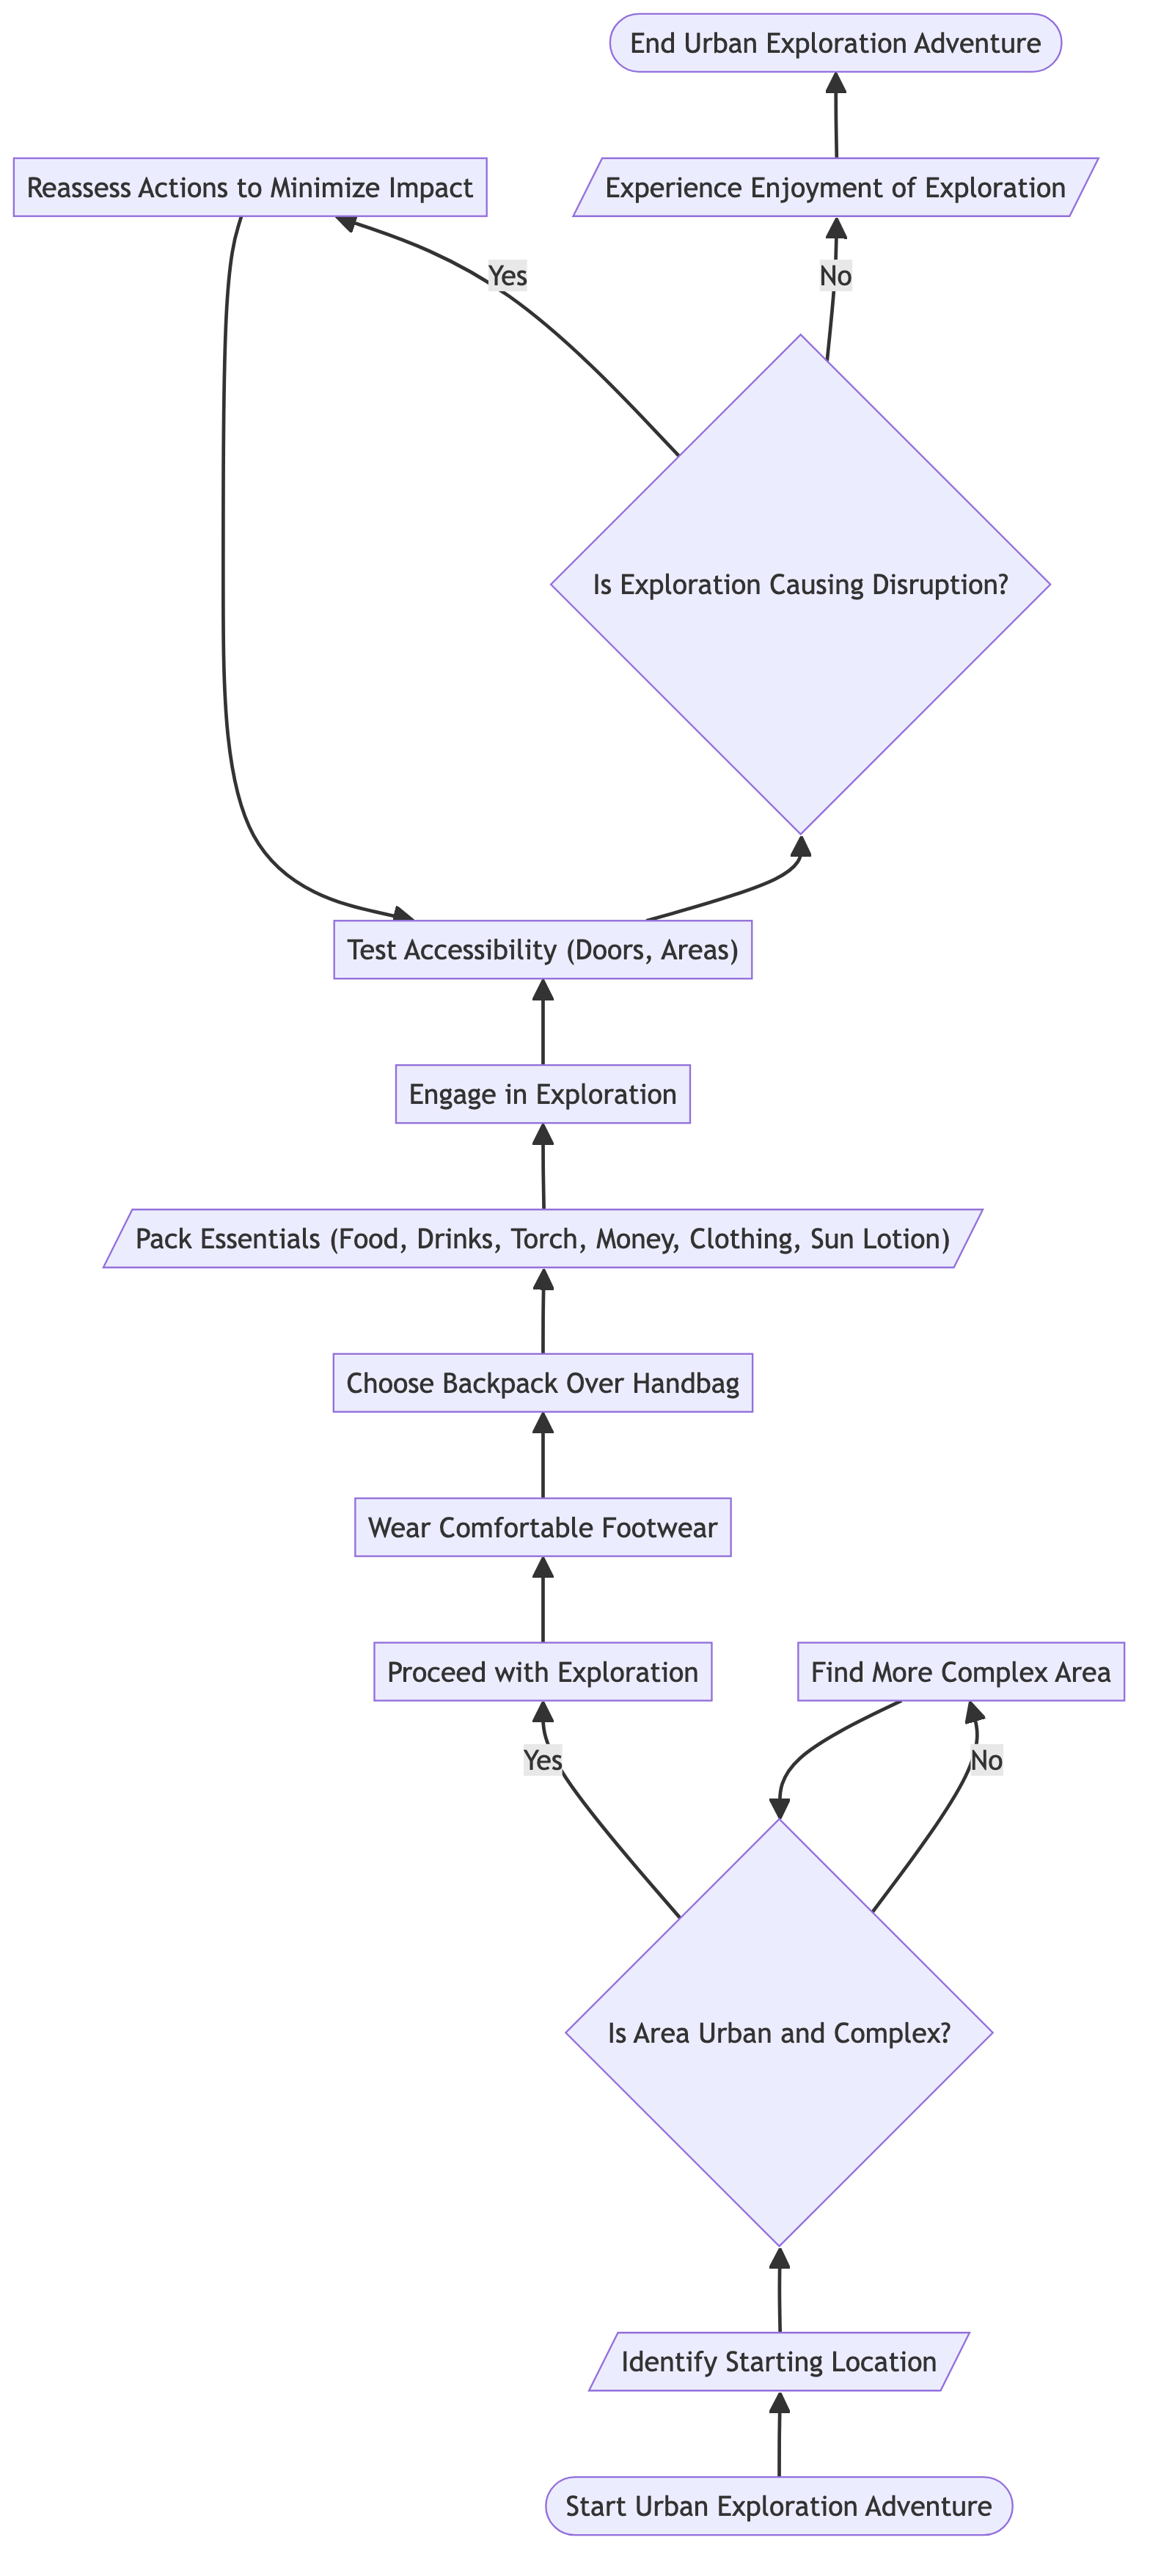 End Urban Exploration Adventure
Reassess Actions to Minimize Impact
Experience Enjoyment of Exploration
Yes
No
Is Exploration Causing Disruption?
Test Accessibility (Doors, Areas)
Engage in Exploration
Pack Essentials (Food, Drinks, Torch, Money, Clothing, Sun Lotion)
Choose Backpack Over Handbag
Wear Comfortable Footwear
Proceed with Exploration
Find More Complex Area
Yes
No
Is Area Urban and Complex?
Identify Starting Location
Start Urban Exploration Adventure